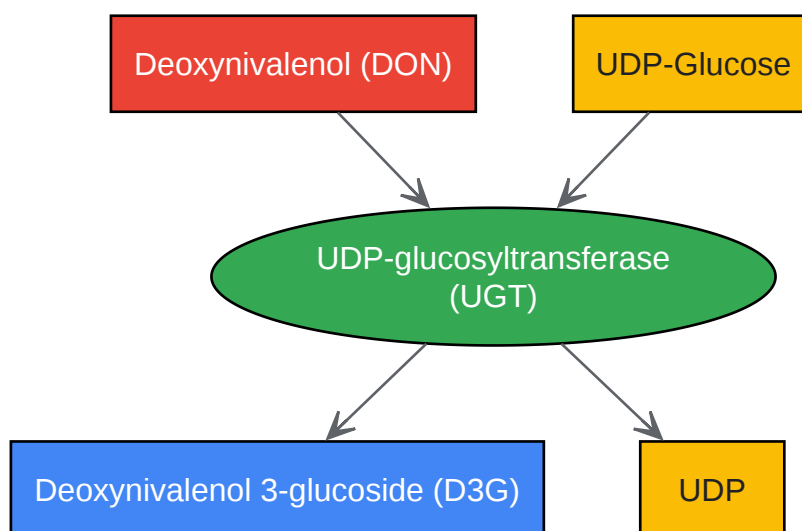 Deoxynivalenol (DON)
UDP-Glucose
UDP-glucosyltransferase
(UGT)
Deoxynivalenol 3-glucoside (D3G)
UDP